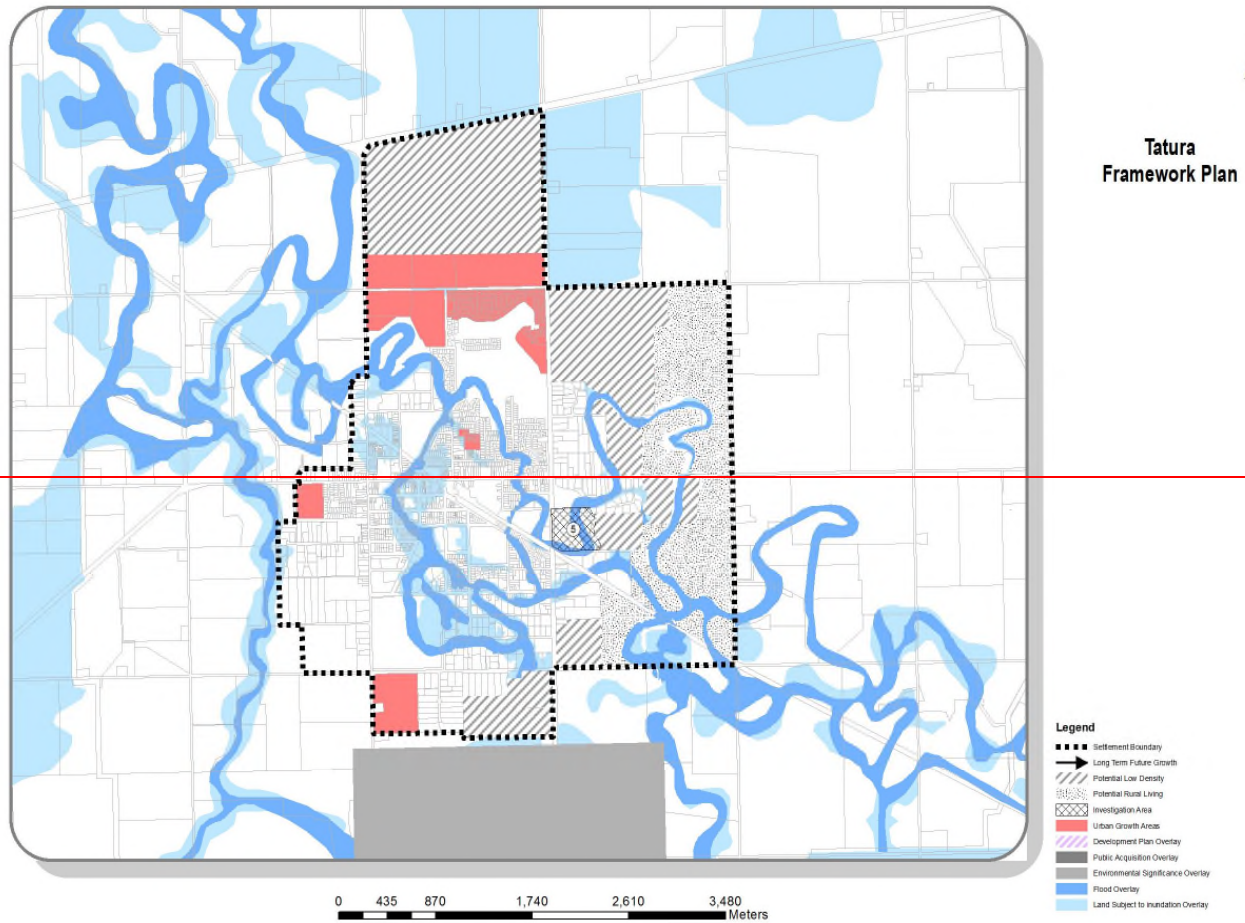 Tatura
Framework Plan
5
Legend
Settlement Boundary
Long Term Future Growth
Potential Low Density
Potential Rural Living
Investigation Area
Urban Growth Areas
Development Plan Overlay
Public Acquisition Overlay
Environmental Significance Overlay
Flood Overlay
Land Subject to Inundation Overlay
0 435 870 1,740 2,610 3,480
Meters